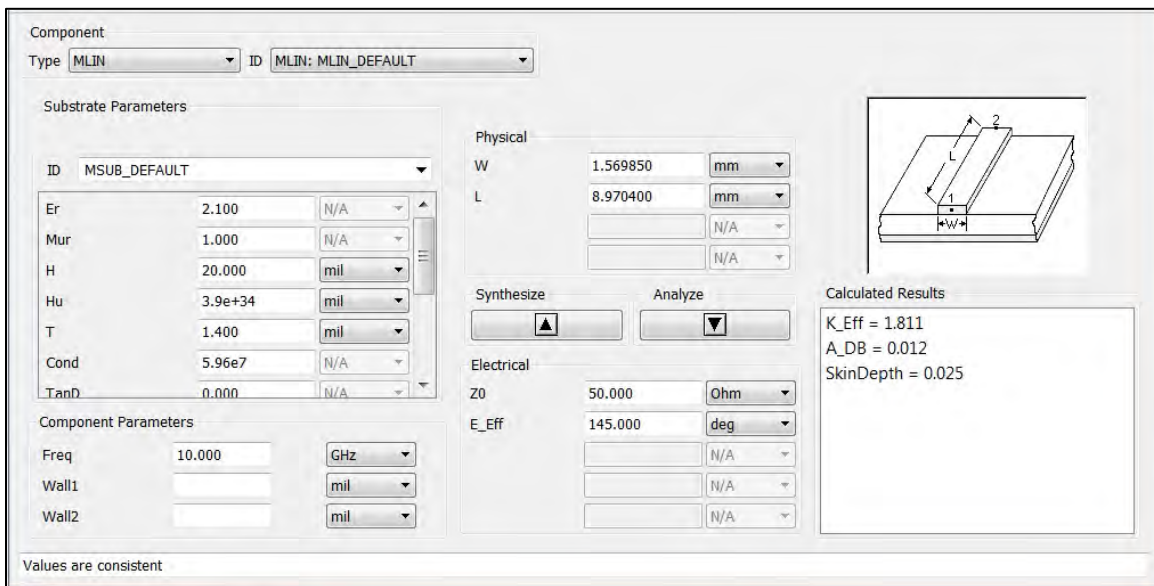 Component
Type MLIN ID MLIN: MLIN_DEFAULT
Substrate Parameters
ID MSUB_DEFAULT
Er 2.100 N/A
Mur 1.000 N/A
H 20.000 mil
Hu 3.9e+34 mil
T 1.400 mil
Cond 5.96e7 N/A
TanD 0.000 N/A
Component Parameters
Freq 10.000 GHz
Wall1 mil
Wall2 mil
Physical
W 1.569850 mm
L 8.970400 mm
N/A
N/A
Synthesize Analyze
Electrical
Z0 50.000 Ohm
E_Eff 145.000 deg
N/A
N/A
N/A
2
L
1
W
Calculated Results
K_Eff = 1.811
A_DB = 0.012
SkinDepth = 0.025
Values are consistent